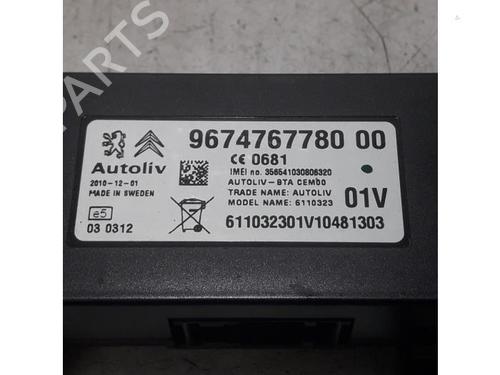 PARTS
9674767780 00
Autoliv
CE 0681
2010-12-01
MADE IN SWEDEN
IMEI no. 356541030806320
AUTOLIV-BTA CEM00
TRADE NAME: AUTOLIV
MODEL NAME: 6110323
01V
e5
03 0312
611032301V10481303